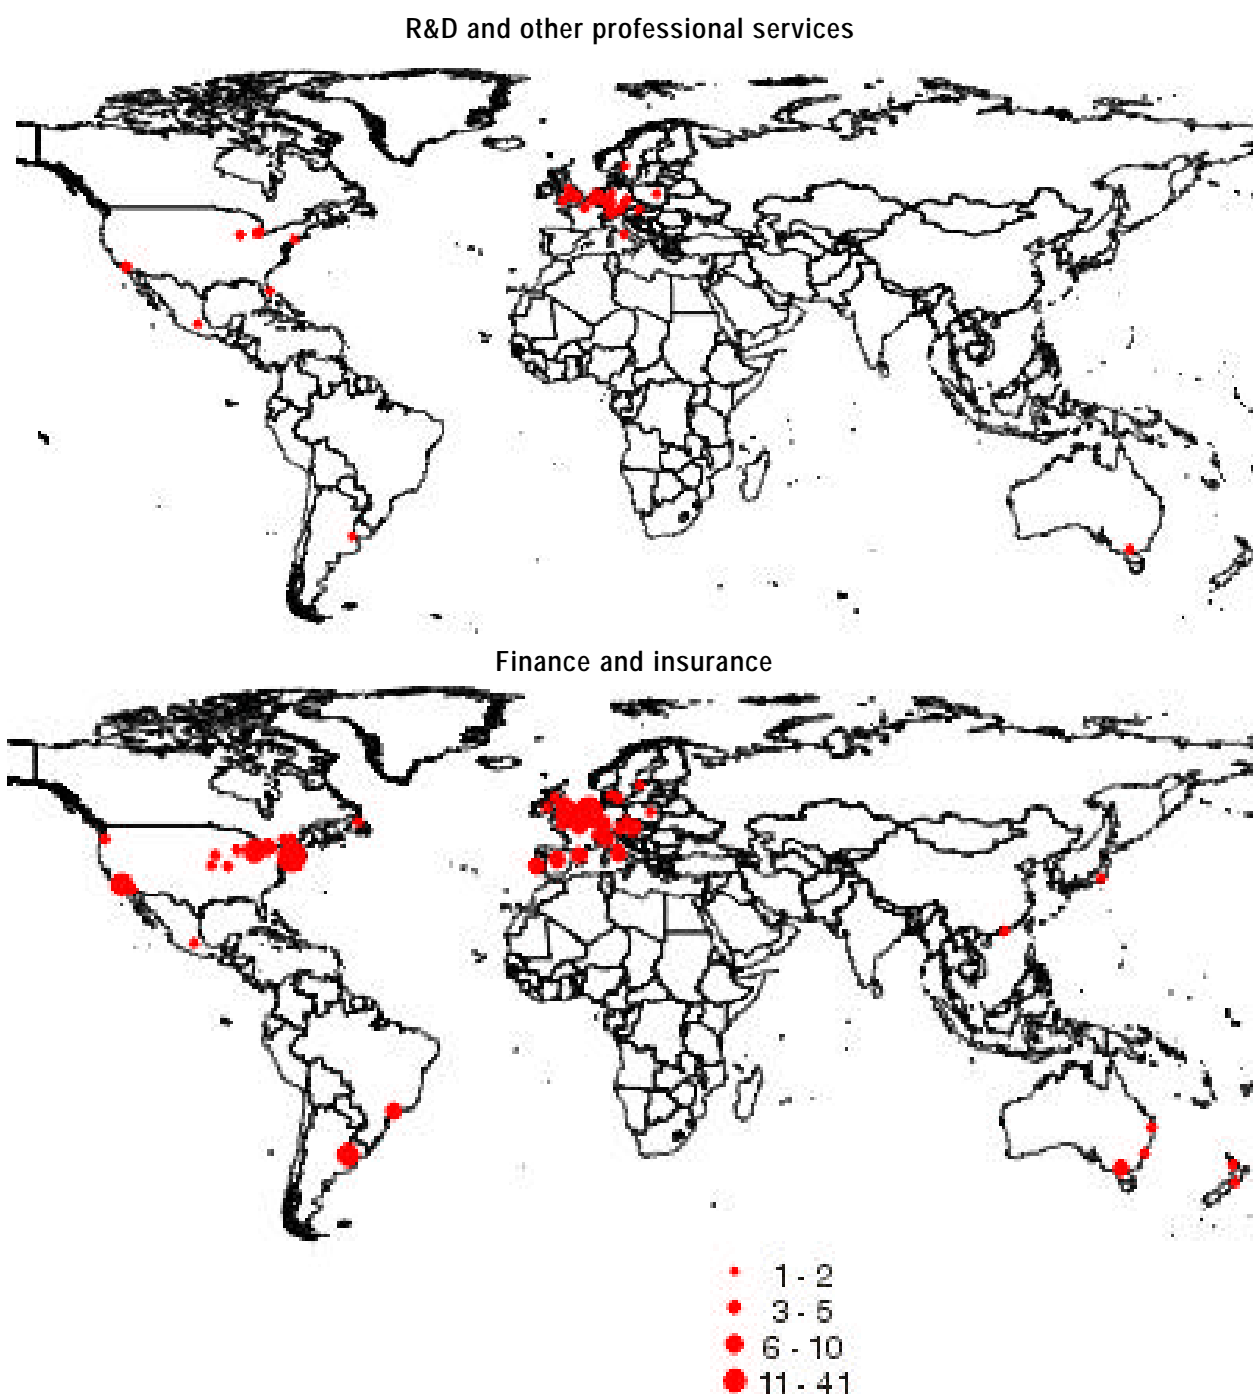 R&D and other professional services
Finance and insurance
1 - 2
3 - 5
6 - 10
11 - 41